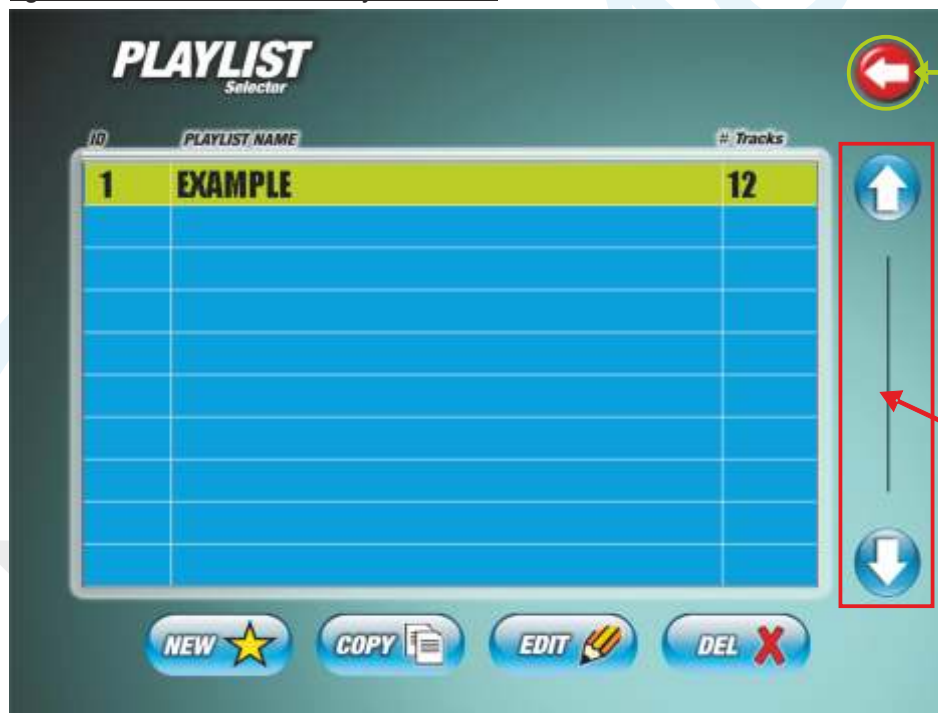 PLAYLIST
Selector
ID PLAYLIST NAME # Tracks
1 EXAMPLE 12
NEW COPY EDIT DEL